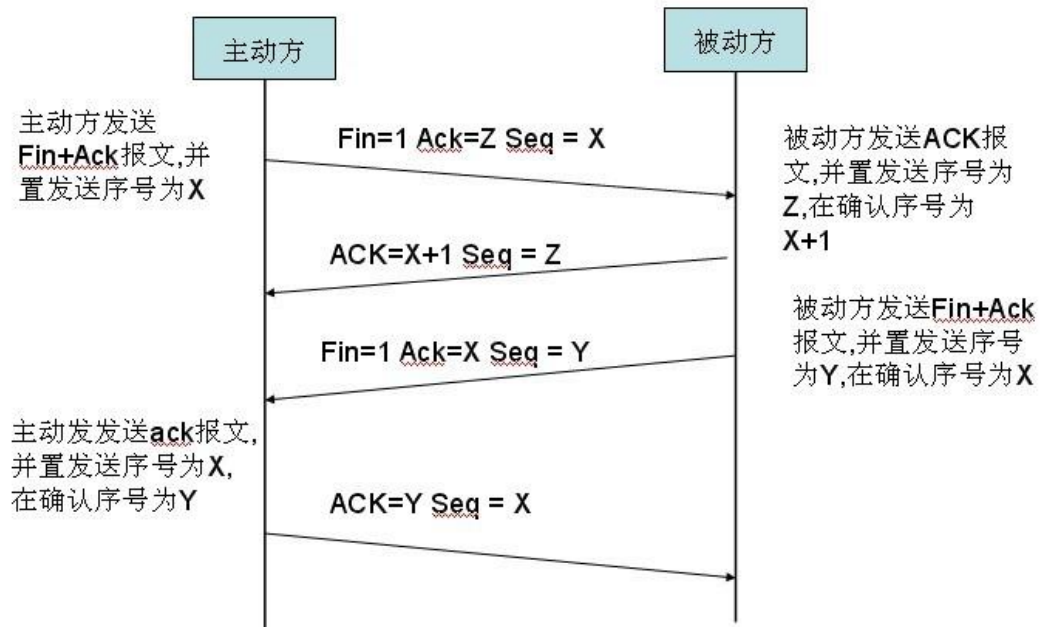 主动方
被动方
主动方发送
Fin+Ack报文,并
置发送序号为X
Fin=1 Ack=Z Seq = X
被动方发送ACK报
文,并置发送序号为
Z,在确认序号为
X+1
ACK=X+1 Seq = Z
被动方发送Fin+Ack
报文,并置发送序号
为Y,在确认序号为X
Fin=1 Ack=X Seq = Y
主动发发送ack报文,
并置发送序号为X,
在确认序号为Y
ACK=Y Seq = X